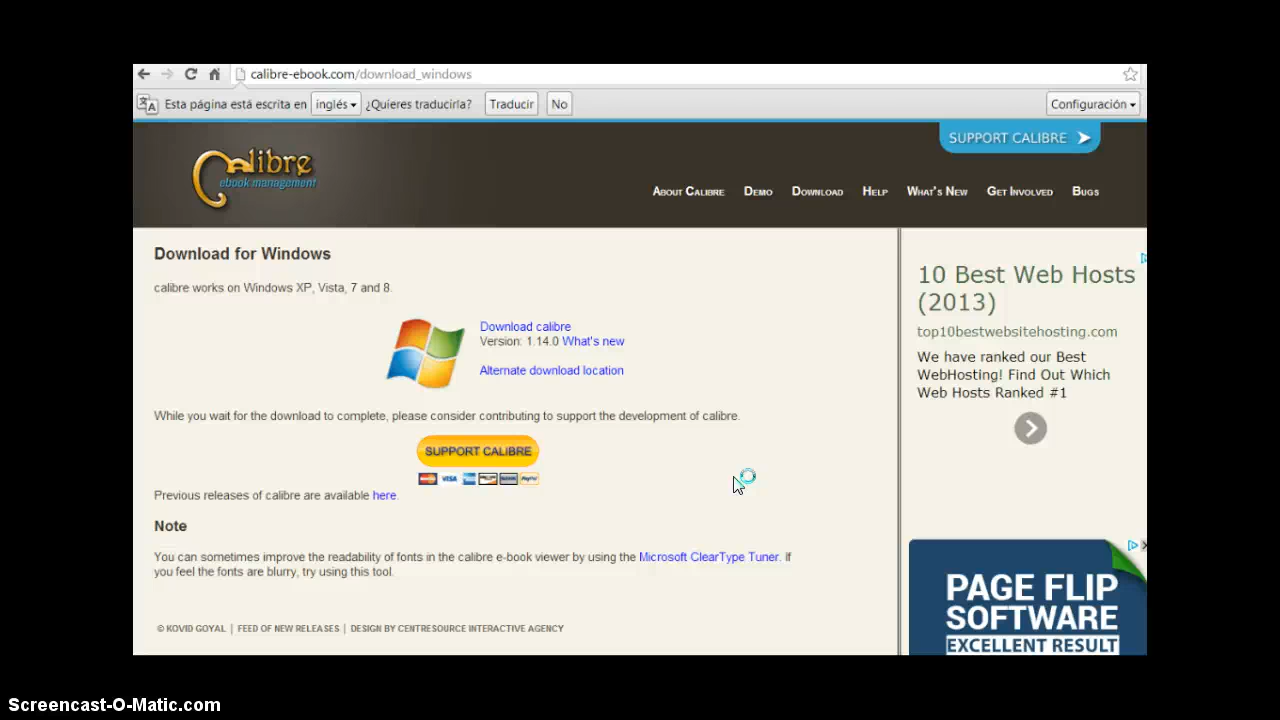 calibre-ebook.com/download_windows
Esta página está escrita en inglés ¿Quieres traducirla? Traducir No Configuración
SUPPORT CALIBRE
Calibre
ebook management
About Calibre Demo Download Help What's New Get Involved Bugs
Download for Windows
calibre works on Windows XP, Vista, 7 and 8.
Download calibre
Version: 1.14.0 What's new
Alternate download location
While you wait for the download to complete, please consider contributing to support the development of calibre.
SUPPORT CALIBRE
VISA PayPal
Previous releases of calibre are available here.
Note
You can sometimes improve the readability of fonts in the calibre e-book viewer by using the Microsoft ClearType Tuner. If
you feel the fonts are blurry, try using this tool.
© KOVID GOYAL | FEED OF NEW RELEASES | DESIGN BY CENTRESOURCE INTERACTIVE AGENCY
10 Best Web Hosts
(2013)
top10bestwebsitehosting.com
We have ranked our Best
WebHosting! Find Out Which
Web Hosts Ranked #1
PAGE FLIP
SOFTWARE
EXCELLENT RESULT
Screencast-O-Matic.com